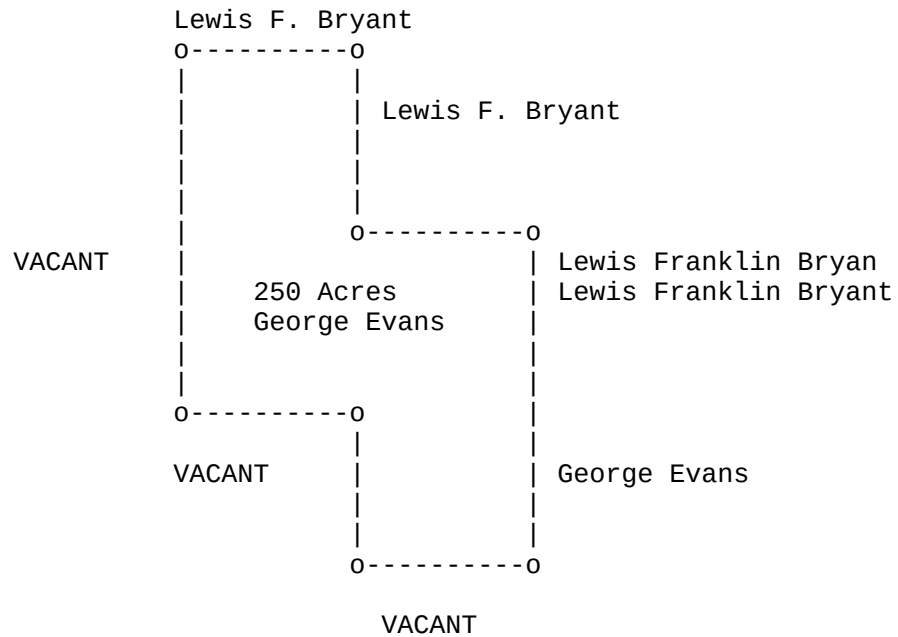 Lewis F. Bryant
Lewis F. Bryant
VACANT
Lewis Franklin Bryan
250 Acres
Lewis Franklin Bryant
George Evans
VACANT
George Evans
VACANT